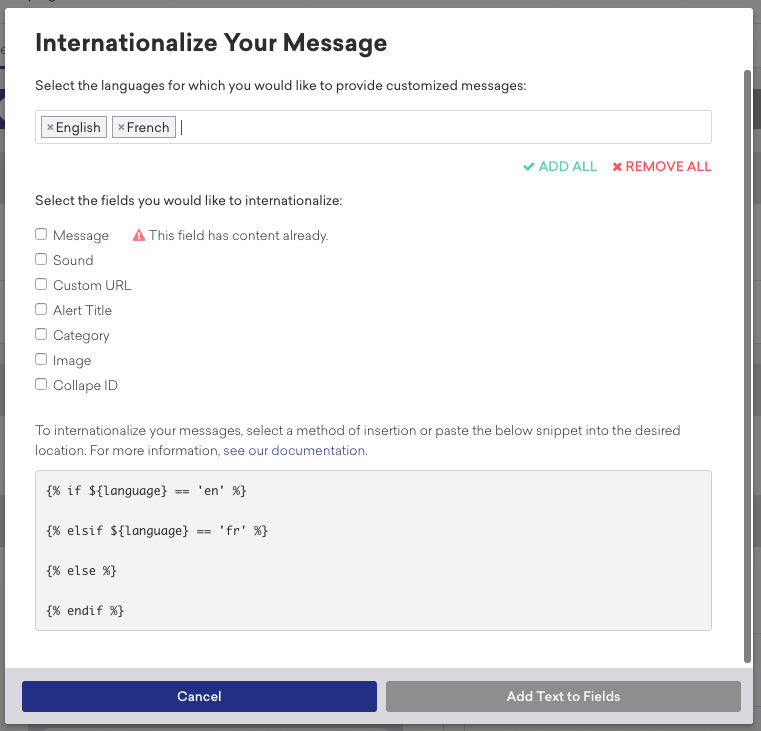 Internationalize Your Message
Select the languages for which you would like to provide customized messages:
×English ×French
ADD ALL REMOVE ALL
Select the fields you would like to internationalize:
Message This field has content already.
Sound
Custom URL
Alert Title
Category
Image
Collape ID
To internationalize your messages, select a method of insertion or paste the below snippet into the desired
location. For more information, see our documentation.
{% if ${language} == 'en' %}
{% elsif ${language} == 'fr' %}
{% else %}
{% endif %}
Cancel Add Text to Fields